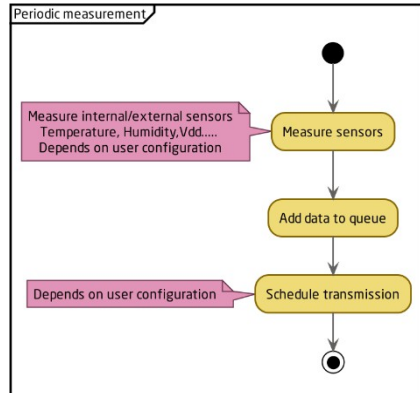 Periodic measurement
Measure internal/external sensors
Temperature, Humidity,Vdd.....
Depends on user configuration
Measure sensors
Add data to queue
Depends on user configuration
Schedule transmission